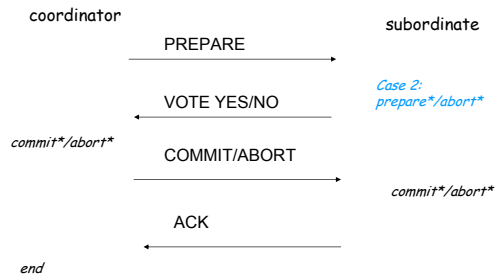 coordinator
subordinate
PREPARE
Case 2:
prepare*/abort*
VOTE YES/NO
commit*/abort*
COMMIT/ABORT
commit*/abort*
ACK
end